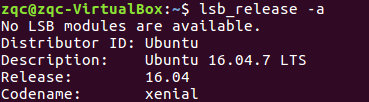 zqc@zqc-VirtualBox:~$ lsb_release -a
No LSB modules are available.
Distributor ID: Ubuntu
Description:    Ubuntu 16.04.7 LTS
Release:        16.04
Codename:       xenial